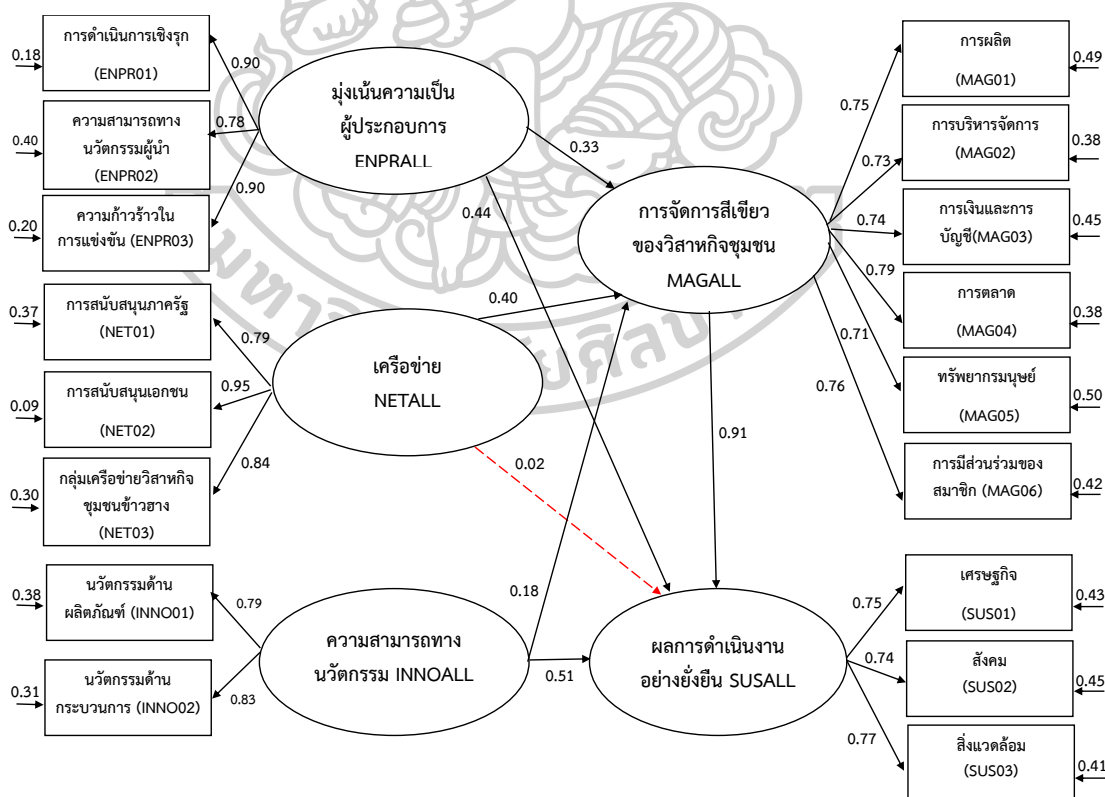 การดำเนินการเชิงรุก
(ENPR01)
0.18
0.90
ความสามารถทาง
นวัตกรรมผู้นำ
(ENPR02)
0.40
0.78
ความก้าวร้าวใน
การแข่งขัน (ENPR03)
0.20
0.90
มุ่งเน้นความเป็น
ผู้ประกอบการ
ENPRALL
0.33
0.44
การสนับสนุนภาครัฐ
(NET01)
0.37
0.79
การสนับสนุนเอกชน
(NET02)
0.09
0.95
กลุ่มเครือข่ายวิสาหกิจ
ชุมชนข้าวฮาง
(NET03)
0.30
0.84
เครือข่าย
NETALL
0.40
0.02
นวัตกรรมด้าน
ผลิตภัณฑ์ (INNO01)
0.38
0.79
นวัตกรรมด้าน
กระบวนการ (INNO02)
0.31
0.83
ความสามารถทาง
นวัตกรรม INNOALL
0.18
0.51
การจัดการสีเขียว
ของวิสาหกิจชุมชน
MAGALL
0.91
ผลการดำเนินงาน
อย่างยั่งยืน SUSALL
การผลิต
(MAG01)
0.49
0.75
การบริหารจัดการ
(MAG02)
0.38
0.73
การเงินและการ
บัญชี(MAG03)
0.45
0.74
การตลาด
(MAG04)
0.38
0.79
ทรัพยากรมนุษย์
(MAG05)
0.50
0.71
การมีส่วนร่วมของ
สมาชิก (MAG06)
0.42
0.76
เศรษฐกิจ
(SUS01)
0.43
0.75
สังคม
(SUS02)
0.45
0.74
สิ่งแวดล้อม
(SUS03)
0.41
0.77